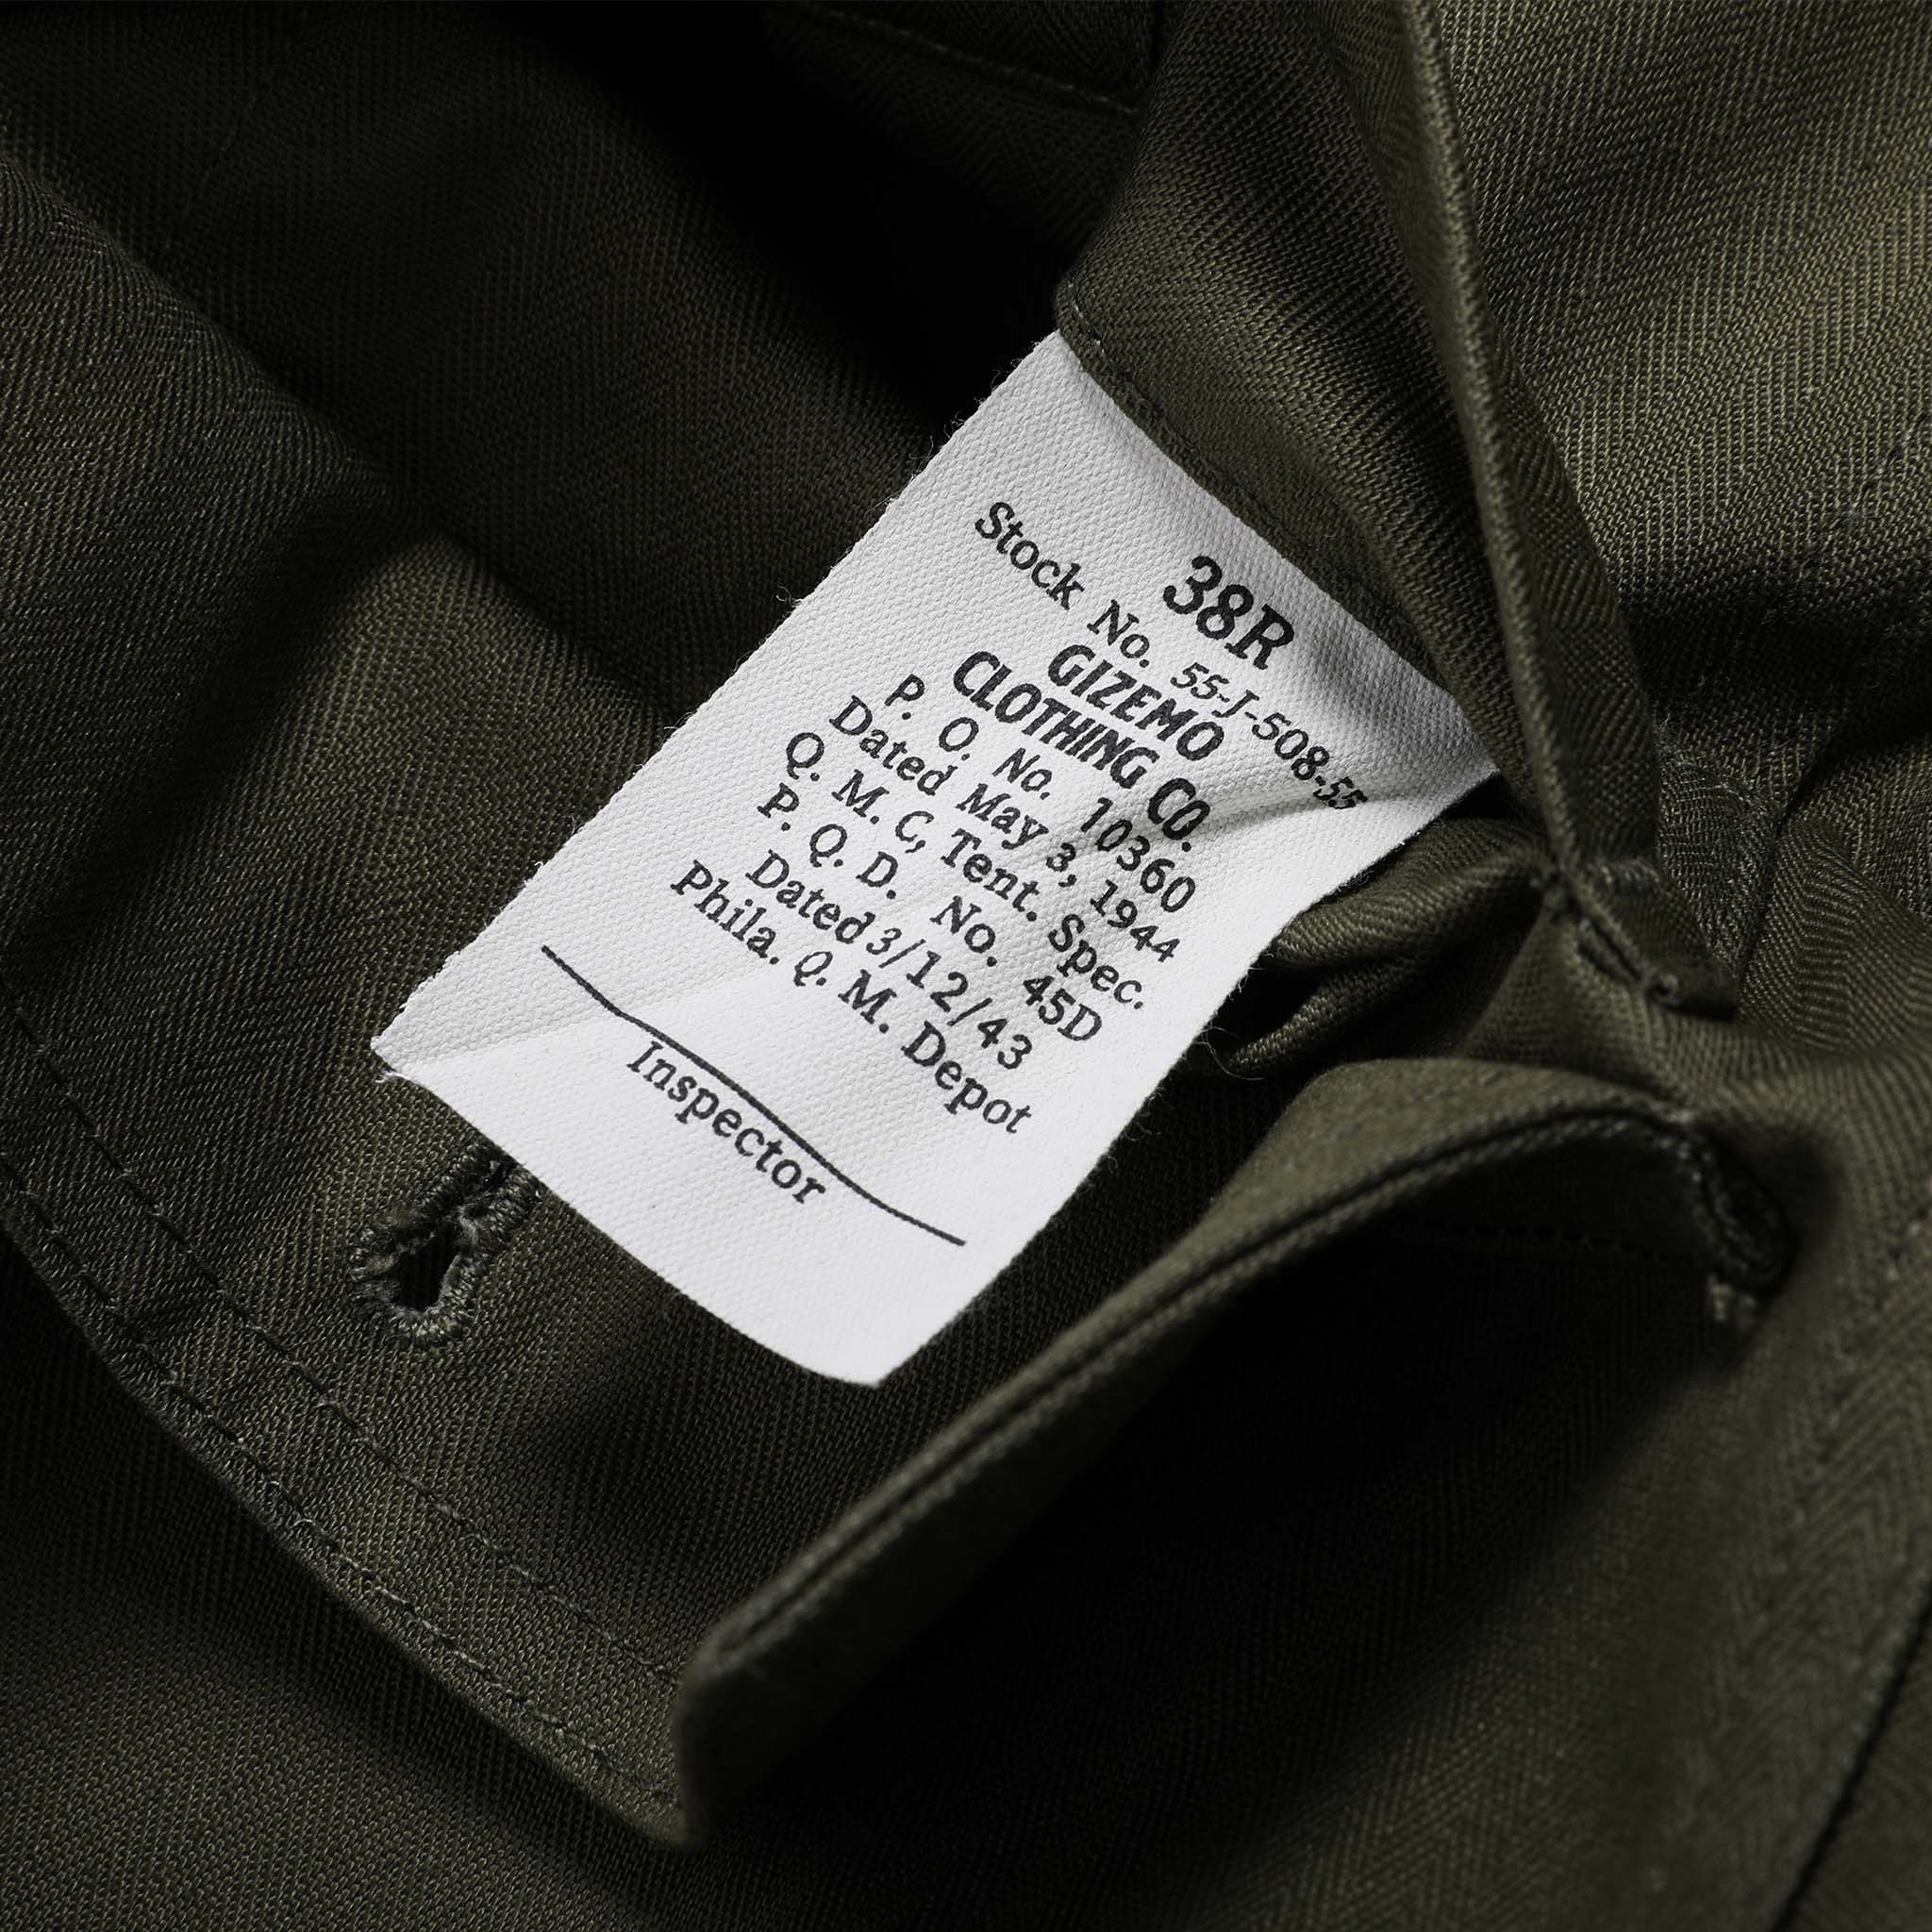 38R
Stock No. 55-J-508-55
GIZEMO
CLOTHING CO.
P. O. No. 10360
Dated May 3, 1944
Q. M. C, Tent. Spec.
P. Q. D. No. 45D
Dated 3/12/43
Phila. Q. M. Depot
Inspector